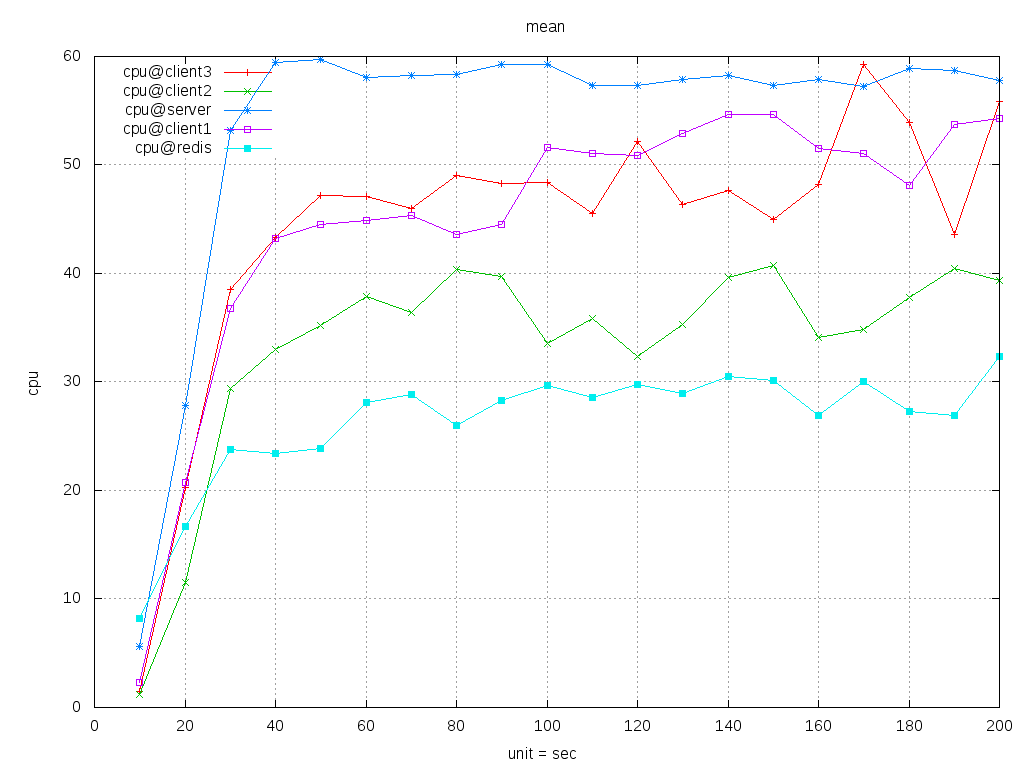 mean
60
50
40
30
20
10
0
cpu
cpu@client3
cpu@client2
cpu@server
cpu@client1
cpu@redis
0 20 40 60 80 100 120 140 160 180 200
unit = sec